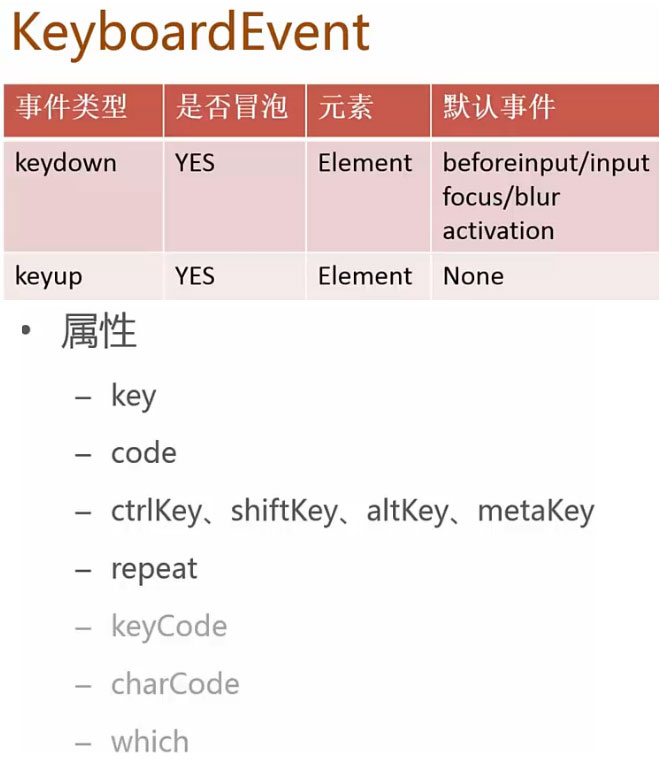 KeyboardEvent
事件类型 是否冒泡 元素 默认事件
keydown YES Element beforeinput/input
focus/blur
activation
keyup YES Element None
• 属性
– key
– code
– ctrlKey、shiftKey、altKey、metaKey
– repeat
– keyCode
– charCode
– which